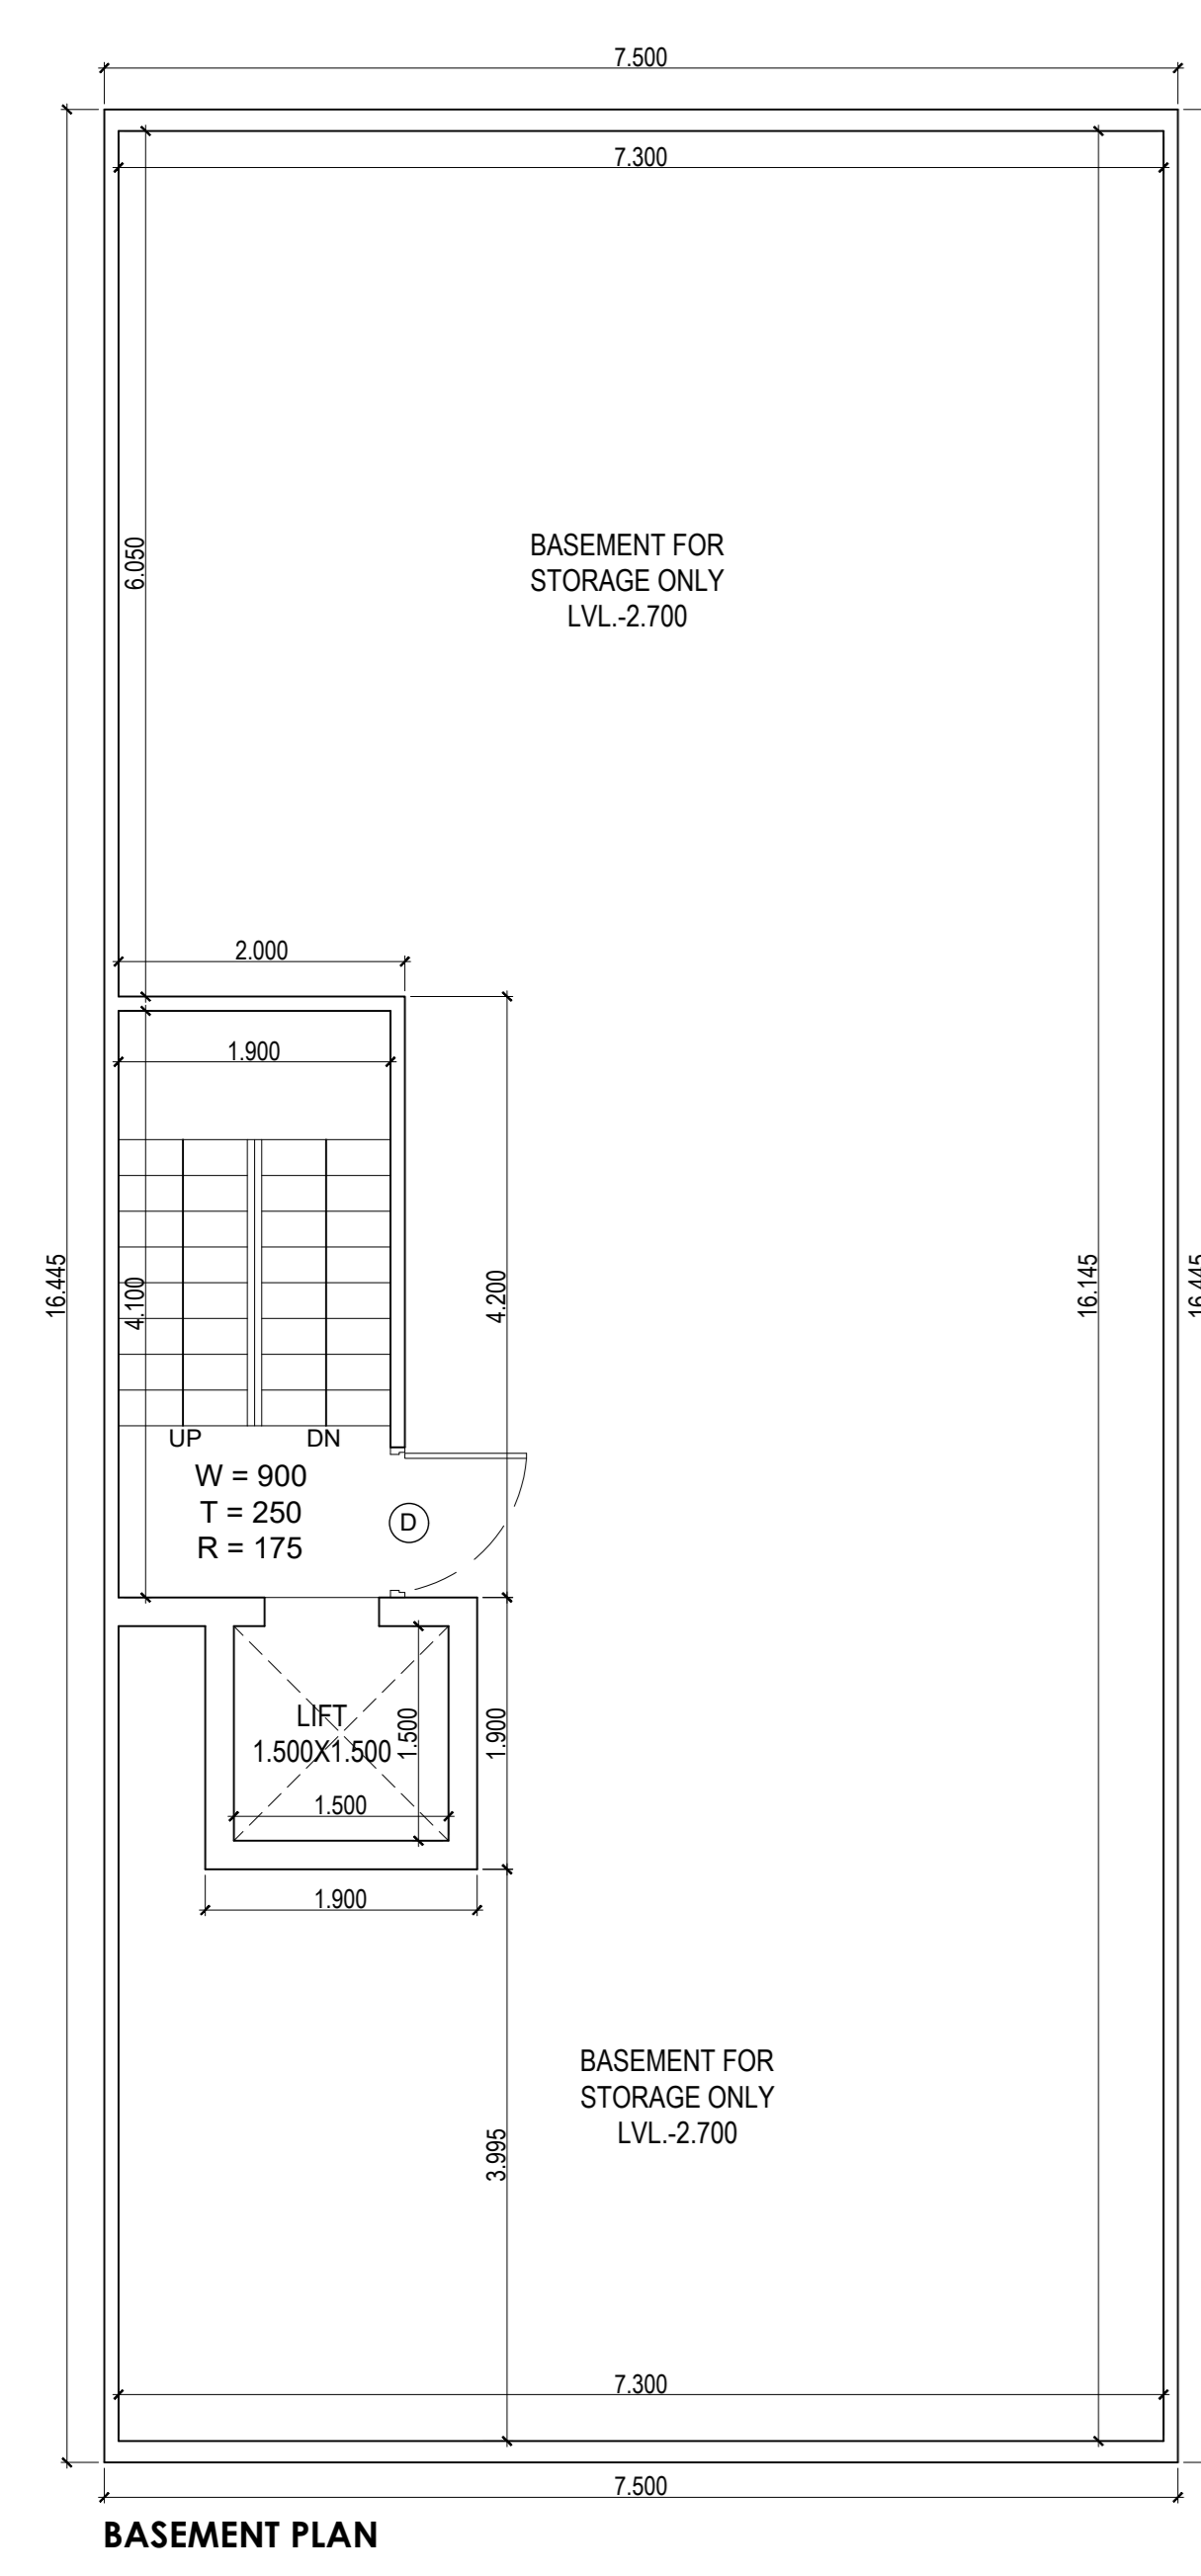 7.500
7.300
6.050
BASEMENT FOR
STORAGE ONLY
LVL.-2.700
2.000
1.900
16.445
4.100
4.200
16.145
16.445
UP
DN
W = 900
T = 250
R = 175
D
LIFT
1.500X1.500
1.500
1.900
1.500
1.900
BASEMENT FOR
STORAGE ONLY
LVL.-2.700
3.995
7.300
7.500
BASEMENT PLAN